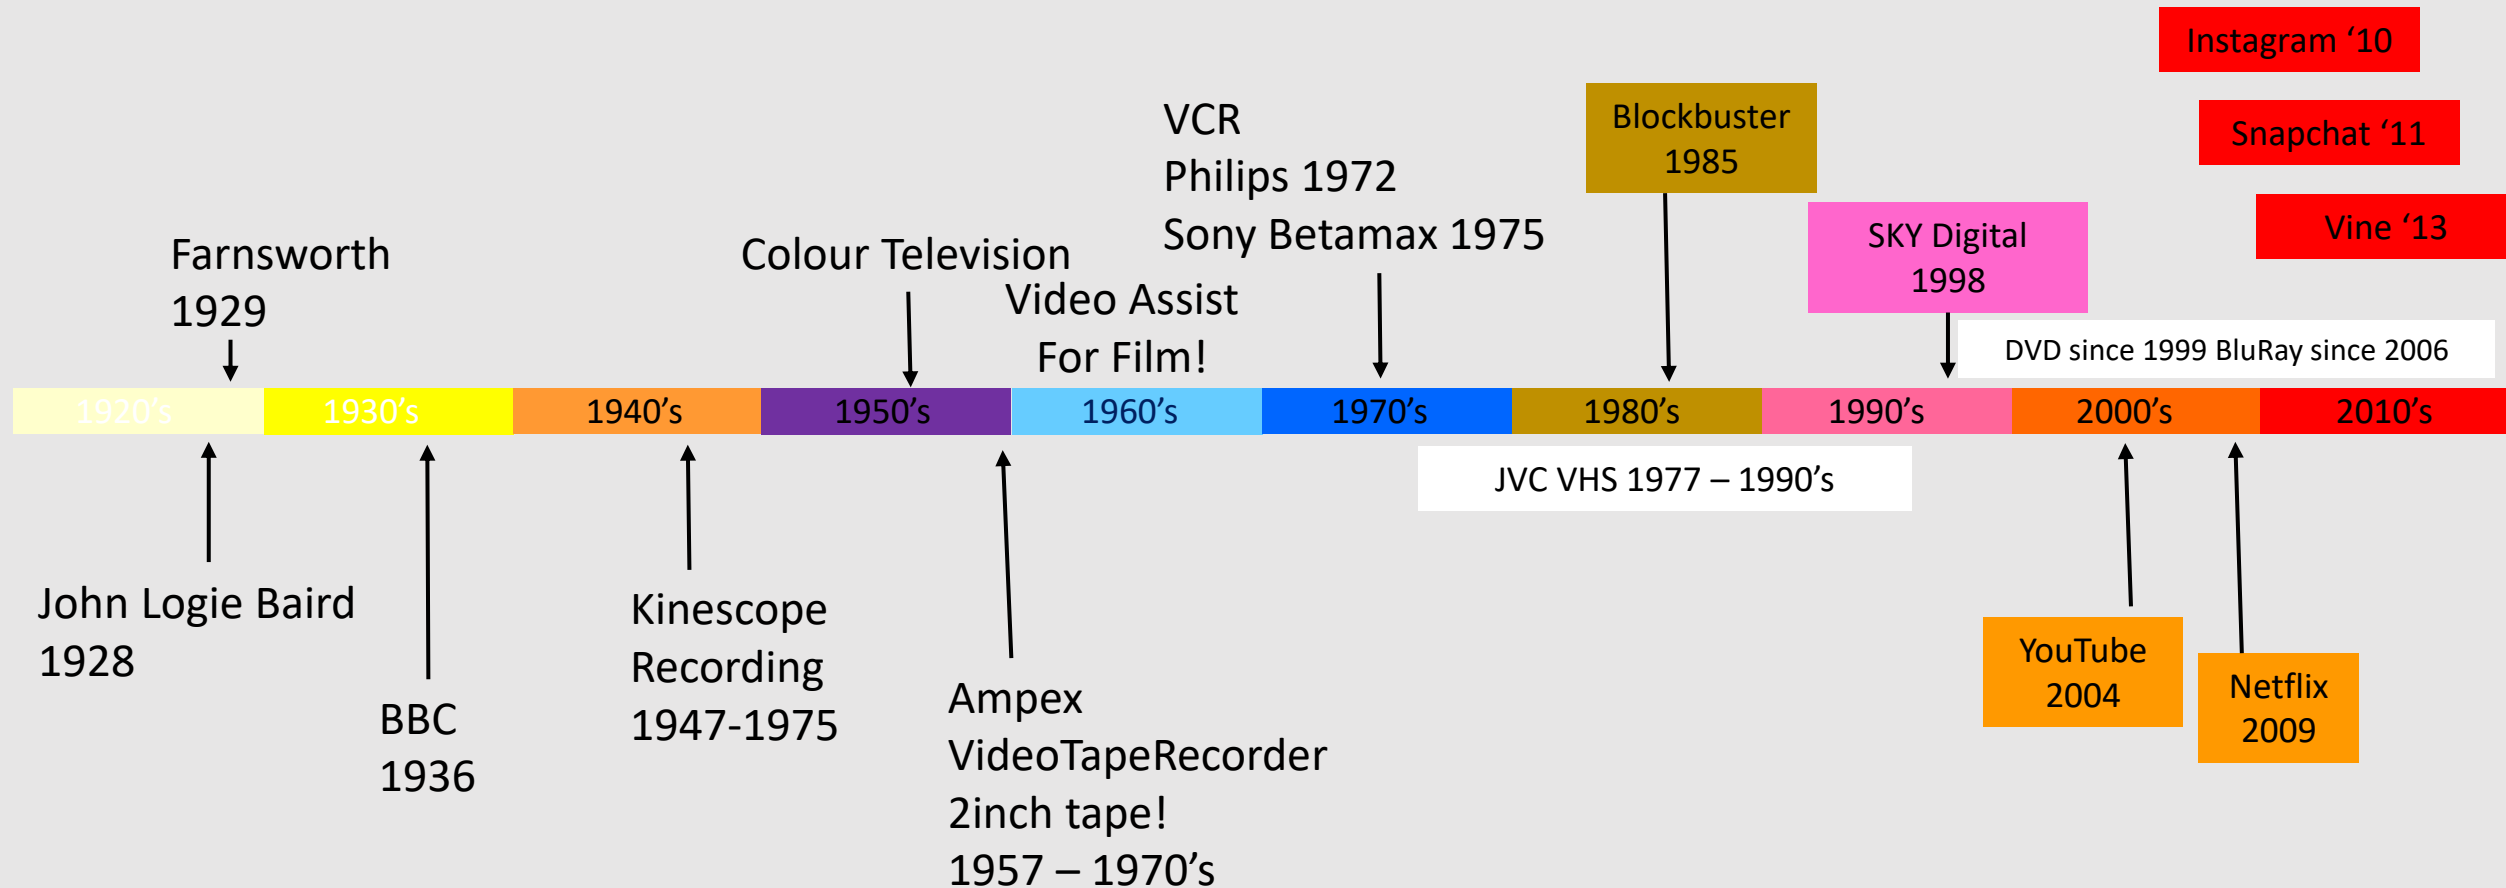 Instagram ‘10
Snapchat ‘11
Vine ‘13
Blockbuster
1985
VCR
Philips 1972
Sony Betamax 1975
SKY Digital
1998
Farnsworth
1929
Colour Television
Video Assist
For Film!
DVD since 1999 BluRay since 2006
1920’s
1930’s
1940’s
1950’s
1960’s
1970’s
1980’s
1990’s
2000’s
2010’s
JVC VHS 1977 – 1990’s
John Logie Baird
1928
BBC
1936
Kinescope
Recording
1947-1975
Ampex
VideoTapeRecorder
2inch tape!
1957 – 1970’s
YouTube
2004
Netflix
2009